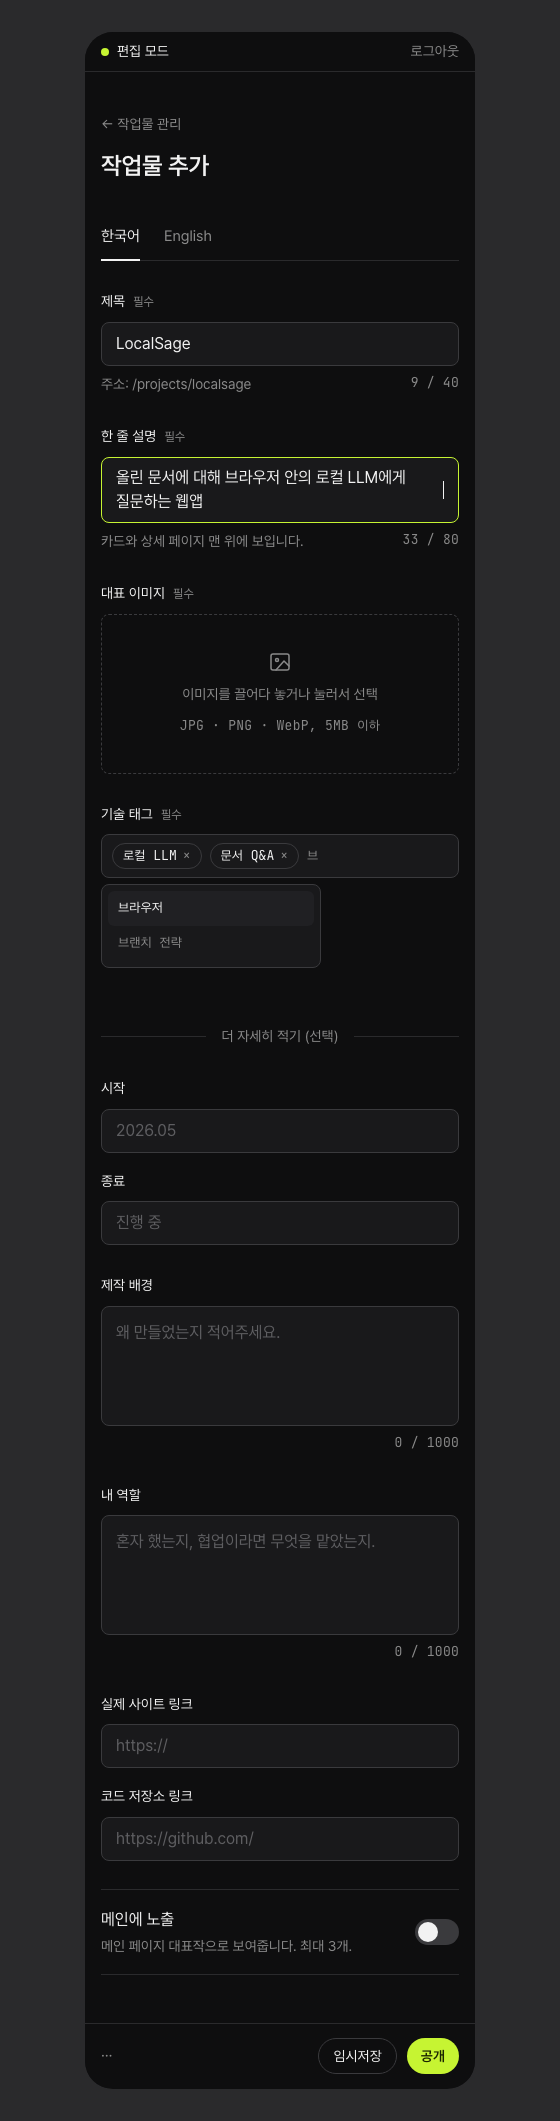 편집 모드
로그아웃
← 작업물 관리
작업물 추가
한국어
English
제목 필수
LocalSage
주소: /projects/localsage
9 / 40
한 줄 설명 필수
올린 문서에 대해 브라우저 안의 로컬 LLM에게
질문하는 웹앱
카드와 상세 페이지 맨 위에 보입니다.
33 / 80
대표 이미지 필수
이미지를 끌어다 놓거나 눌러서 선택
JPG · PNG · WebP, 5MB 이하
기술 태그 필수
로컬 LLM ×
문서 Q&A ×
브
브라우저
브랜치 전략
더 자세히 적기 (선택)
시작
2026.05
종료
진행 중
제작 배경
왜 만들었는지 적어주세요.
0 / 1000
내 역할
혼자 했는지, 협업이라면 무엇을 맡았는지.
0 / 1000
실제 사이트 링크
https://
코드 저장소 링크
https://github.com/
메인에 노출
메인 페이지 대표작으로 보여줍니다. 최대 3개.
…
임시저장
공개